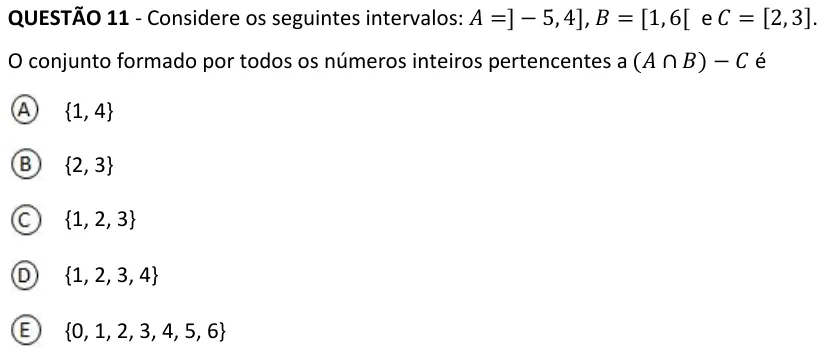 QUESTÃO 11 - Considere os seguintes intervalos: A =] − 5, 4], B = [1, 6[ e C = [2, 3].
O conjunto formado por todos os números inteiros pertencentes a (A ∩ B) − C é
A {1, 4}
B {2, 3}
C {1, 2, 3}
D {1, 2, 3, 4}
E {0, 1, 2, 3, 4, 5, 6}